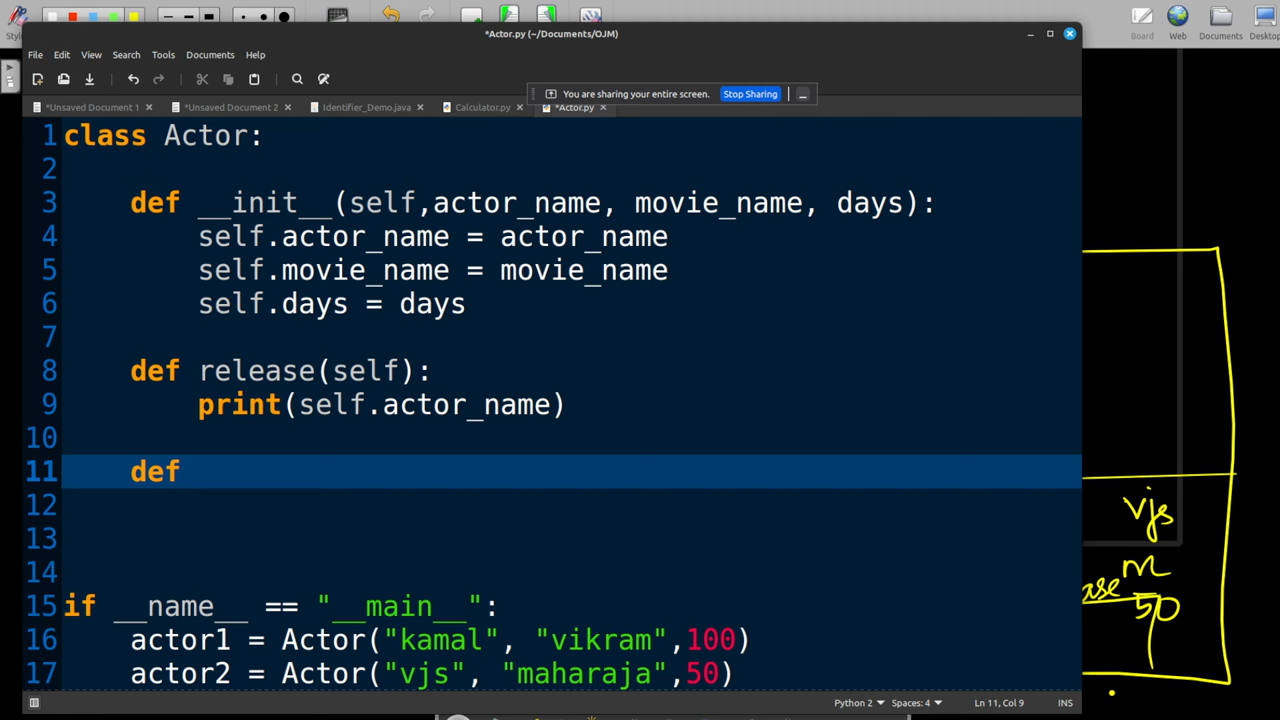 Board
Web
Documents
Desktop
*Actor.py (~/Documents/OJM)
File Edit View Search Tools Documents Help
You are sharing your entire screen. Stop Sharing
*Unsaved Document 1
*Unsaved Document 2
Identifier_Demo.java
Calculator.py
*Actor.py
1 class Actor:
2
3 def __init__(self,actor_name, movie_name, days):
4 self.actor_name = actor_name
5 self.movie_name = movie_name
6 self.days = days
7
8 def release(self):
9 print(self.actor_name)
10
11 def
12
13
14
15 if __name__ == "__main__":
16 actor1 = Actor("kamal", "vikram",100)
17 actor2 = Actor("vjs", "maharaja",50)
vjs
m
ase
50
Python 2 Spaces: 4 Ln 11, Col 9 INS